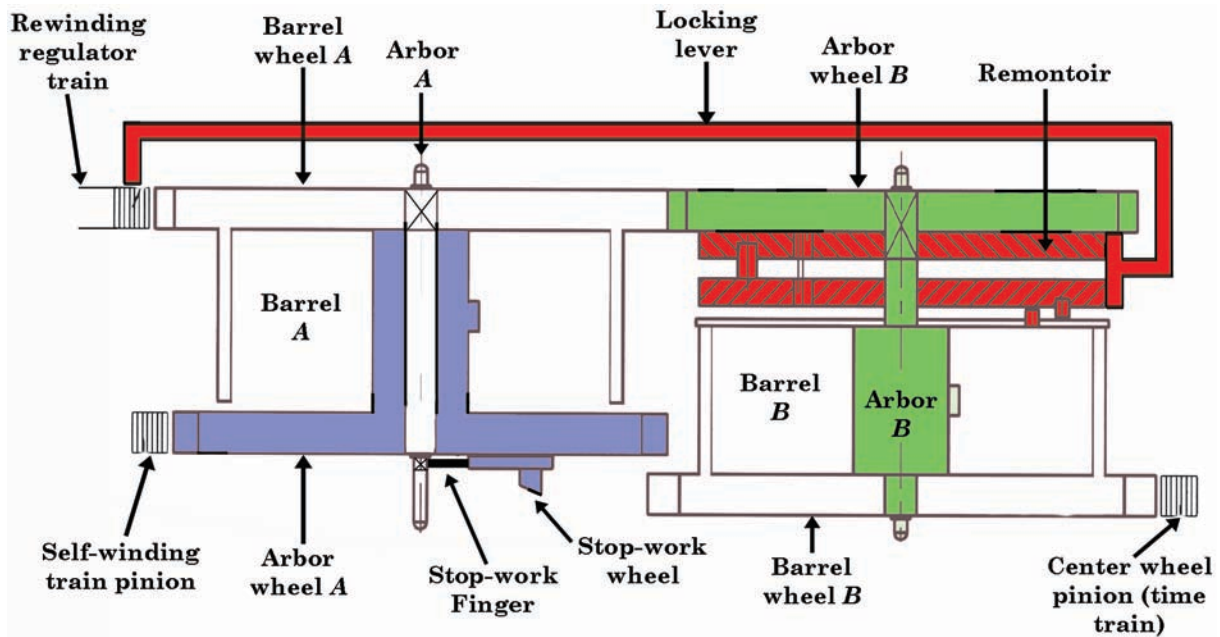 Rewinding
regulator
train
Barrel
wheel A
Arbor
A
Locking
lever
Arbor
wheel B
Remontoir
Barrel
A
Barrel
B
Arbor
B
Self-winding
train pinion
Arbor
wheel A
Stop-work
Finger
Stop-work
wheel
Barrel
wheel B
Center wheel
pinion (time
train)